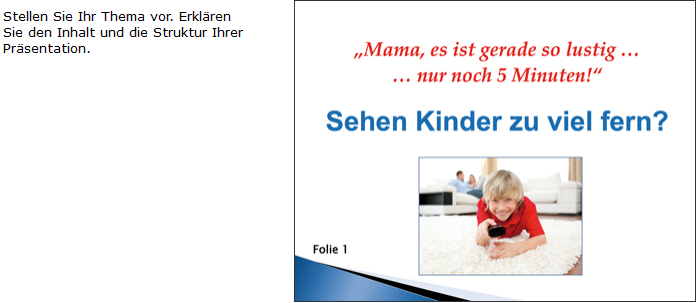 Stellen Sie Ihr Thema vor. Erklären
Sie den Inhalt und die Struktur Ihrer
Präsentation.
„Mama, es ist gerade so lustig …
… nur noch 5 Minuten!“
Sehen Kinder zu viel fern?
Folie 1